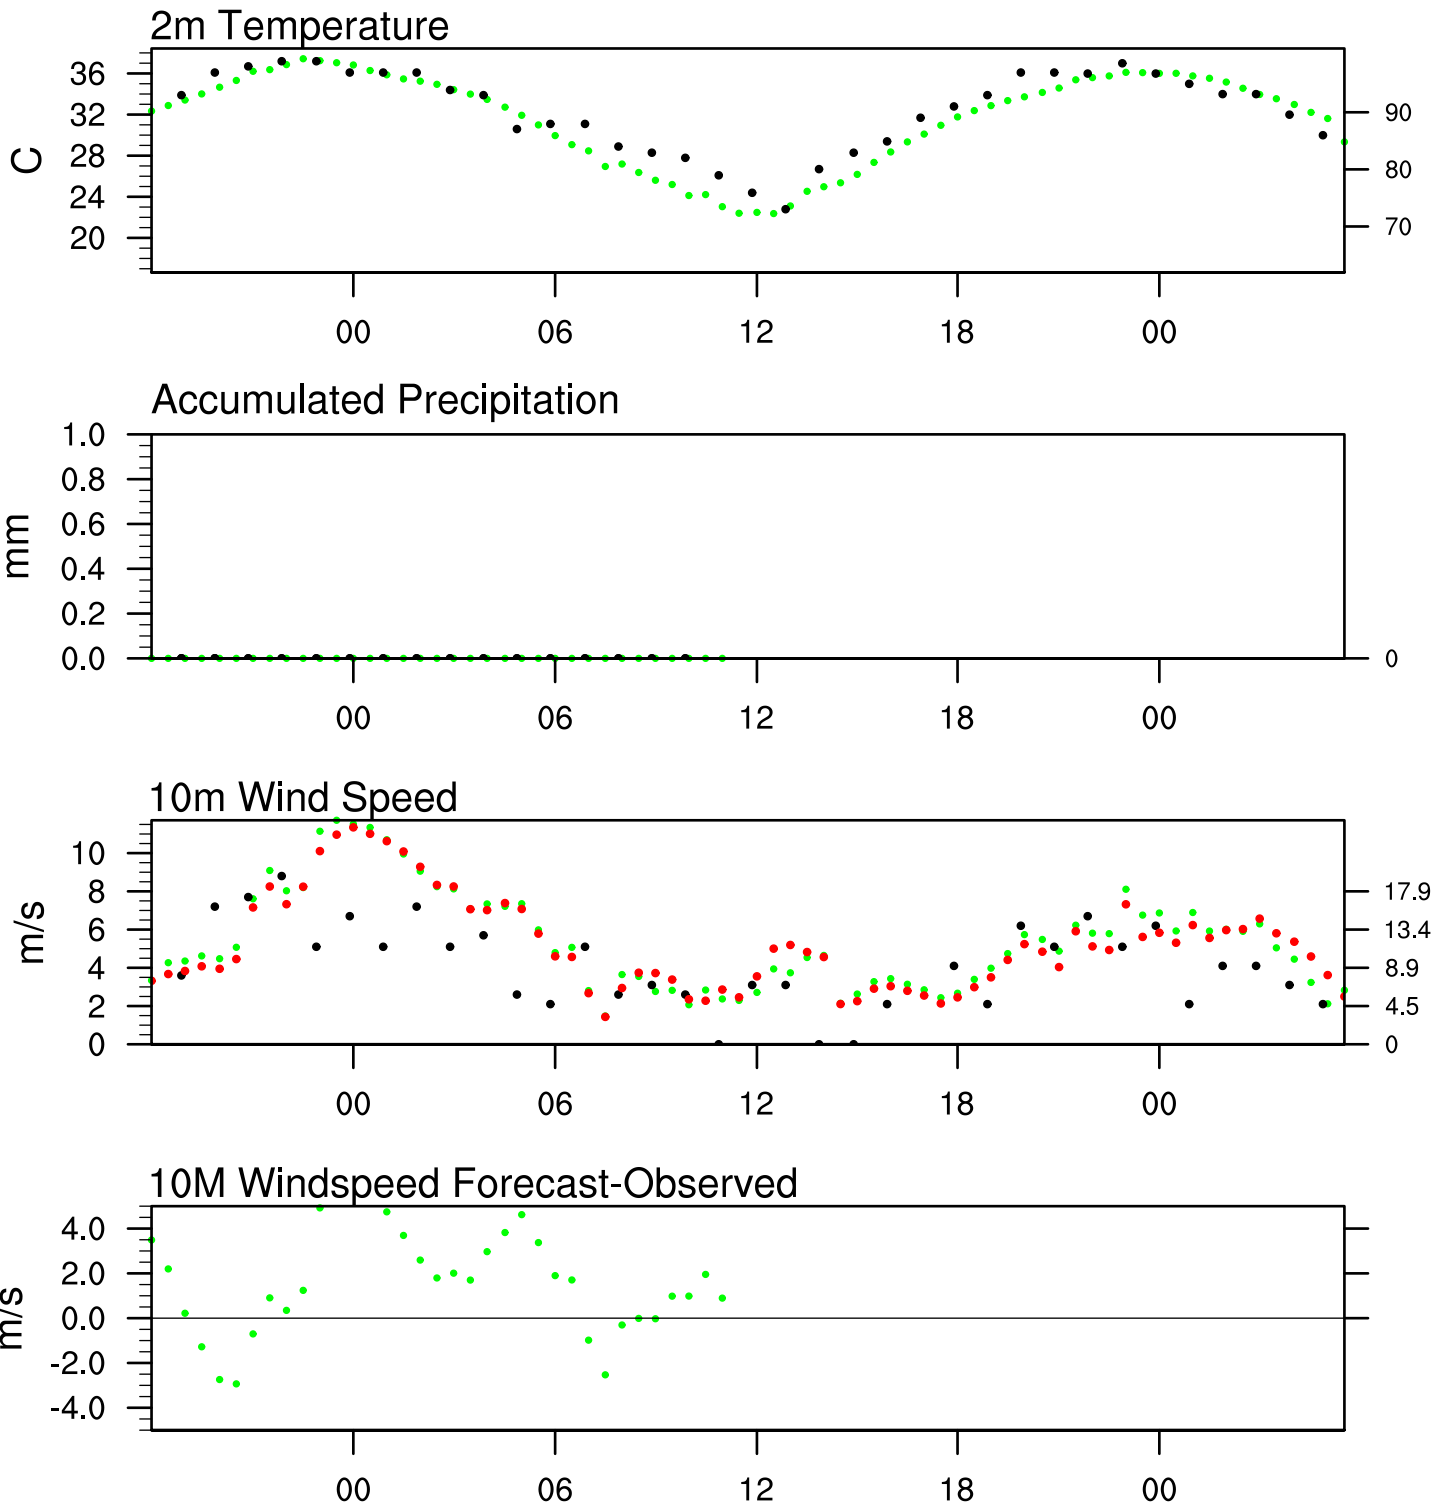 2m Temperature
36
32
28
24
20
C
90
80
70
00 06 12 18 00
Accumulated Precipitation
1.0
0.8
0.6
0.4
0.2
0.0
mm
0
00 06 12 18 00
10m Wind Speed
10
8
6
4
2
0
m/s
17.9
13.4
8.9
4.5
0
00 06 12 18 00
10M Windspeed Forecast-Observed
4.0
2.0
0.0
-2.0
-4.0
m/s
00 06 12 18 00